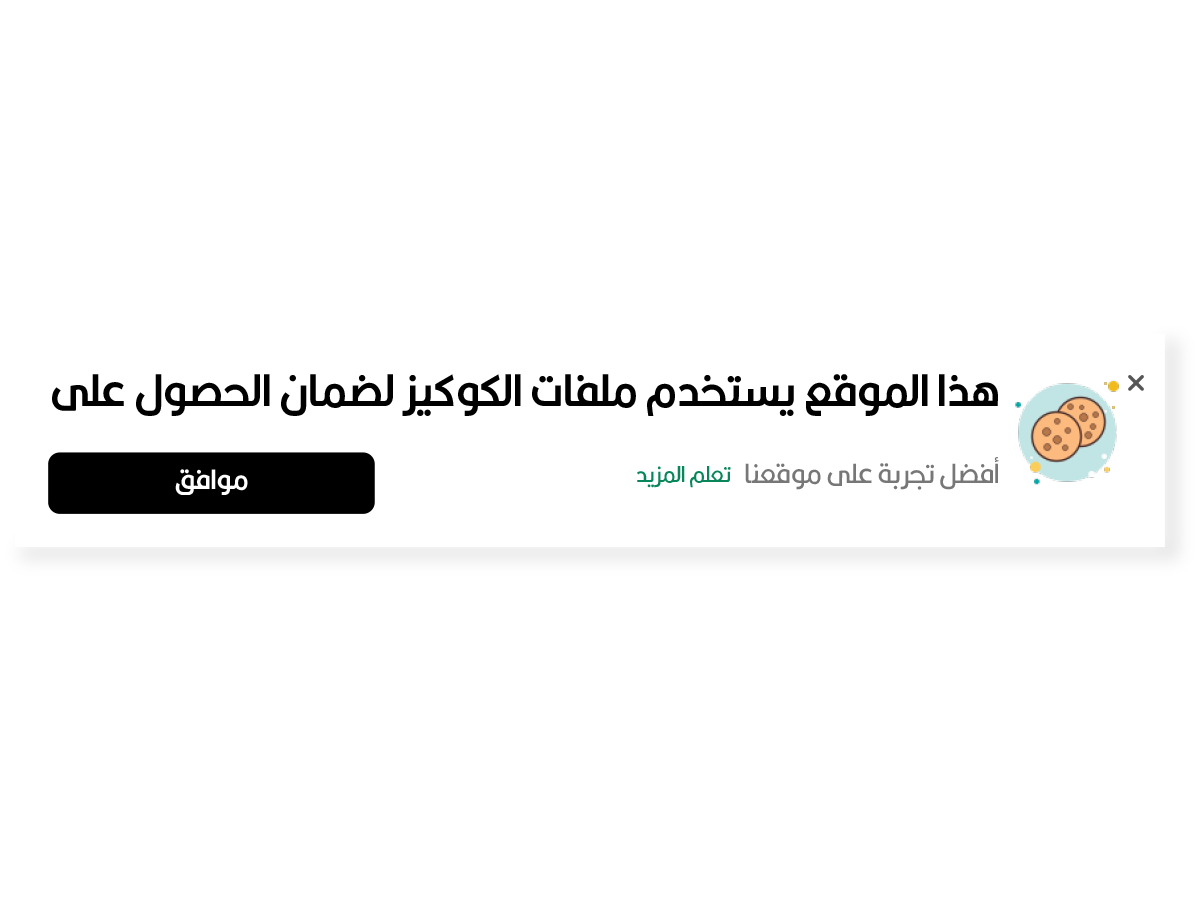 هذا الموقع يستخدم ملفات الكوكيز لضمان الحصول على
أفضل تجربة على موقعنا تعلم المزيد
موافق